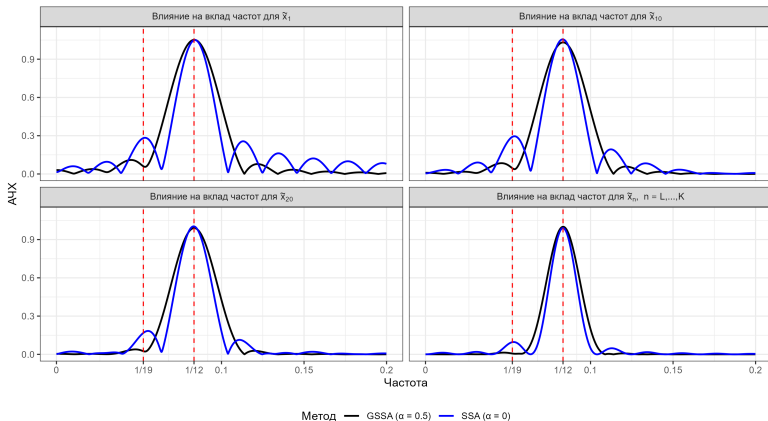 Влияние на вклад частот для x̃₁
Влияние на вклад частот для x̃₁₀
0.9
0.6
0.3
0.0
Влияние на вклад частот для x̃₂₀
Влияние на вклад частот для x̃ₙ, n = L,...,K
0.9
0.6
0.3
0.0
АЧХ
0 1/19 1/12 0.1 0.15 0.2
0 1/19 1/12 0.1 0.15 0.2
Частота
Метод GSSA (α = 0.5) SSA (α = 0)